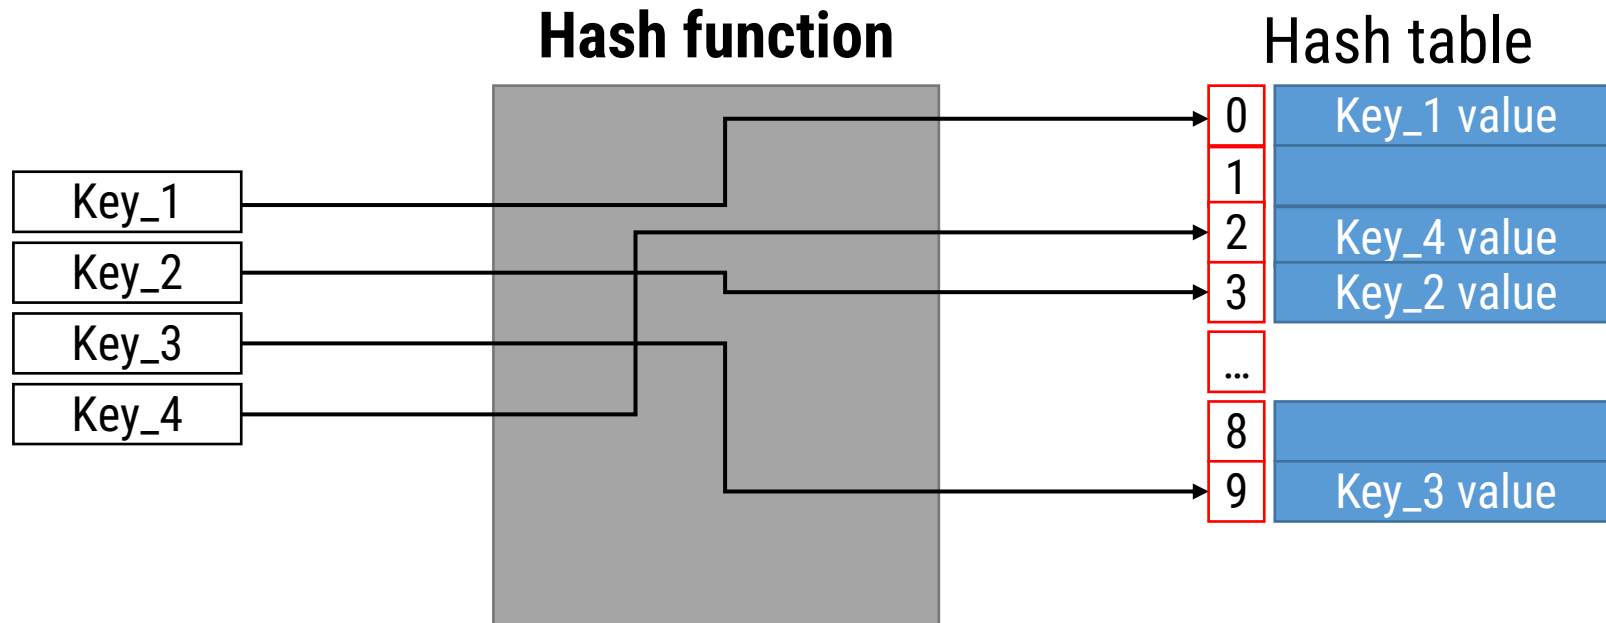 Hash function
Hash table
Key_1
Key_2
Key_3
Key_4
0 Key_1 value
1
2 Key_4 value
3 Key_2 value
...
8
9 Key_3 value